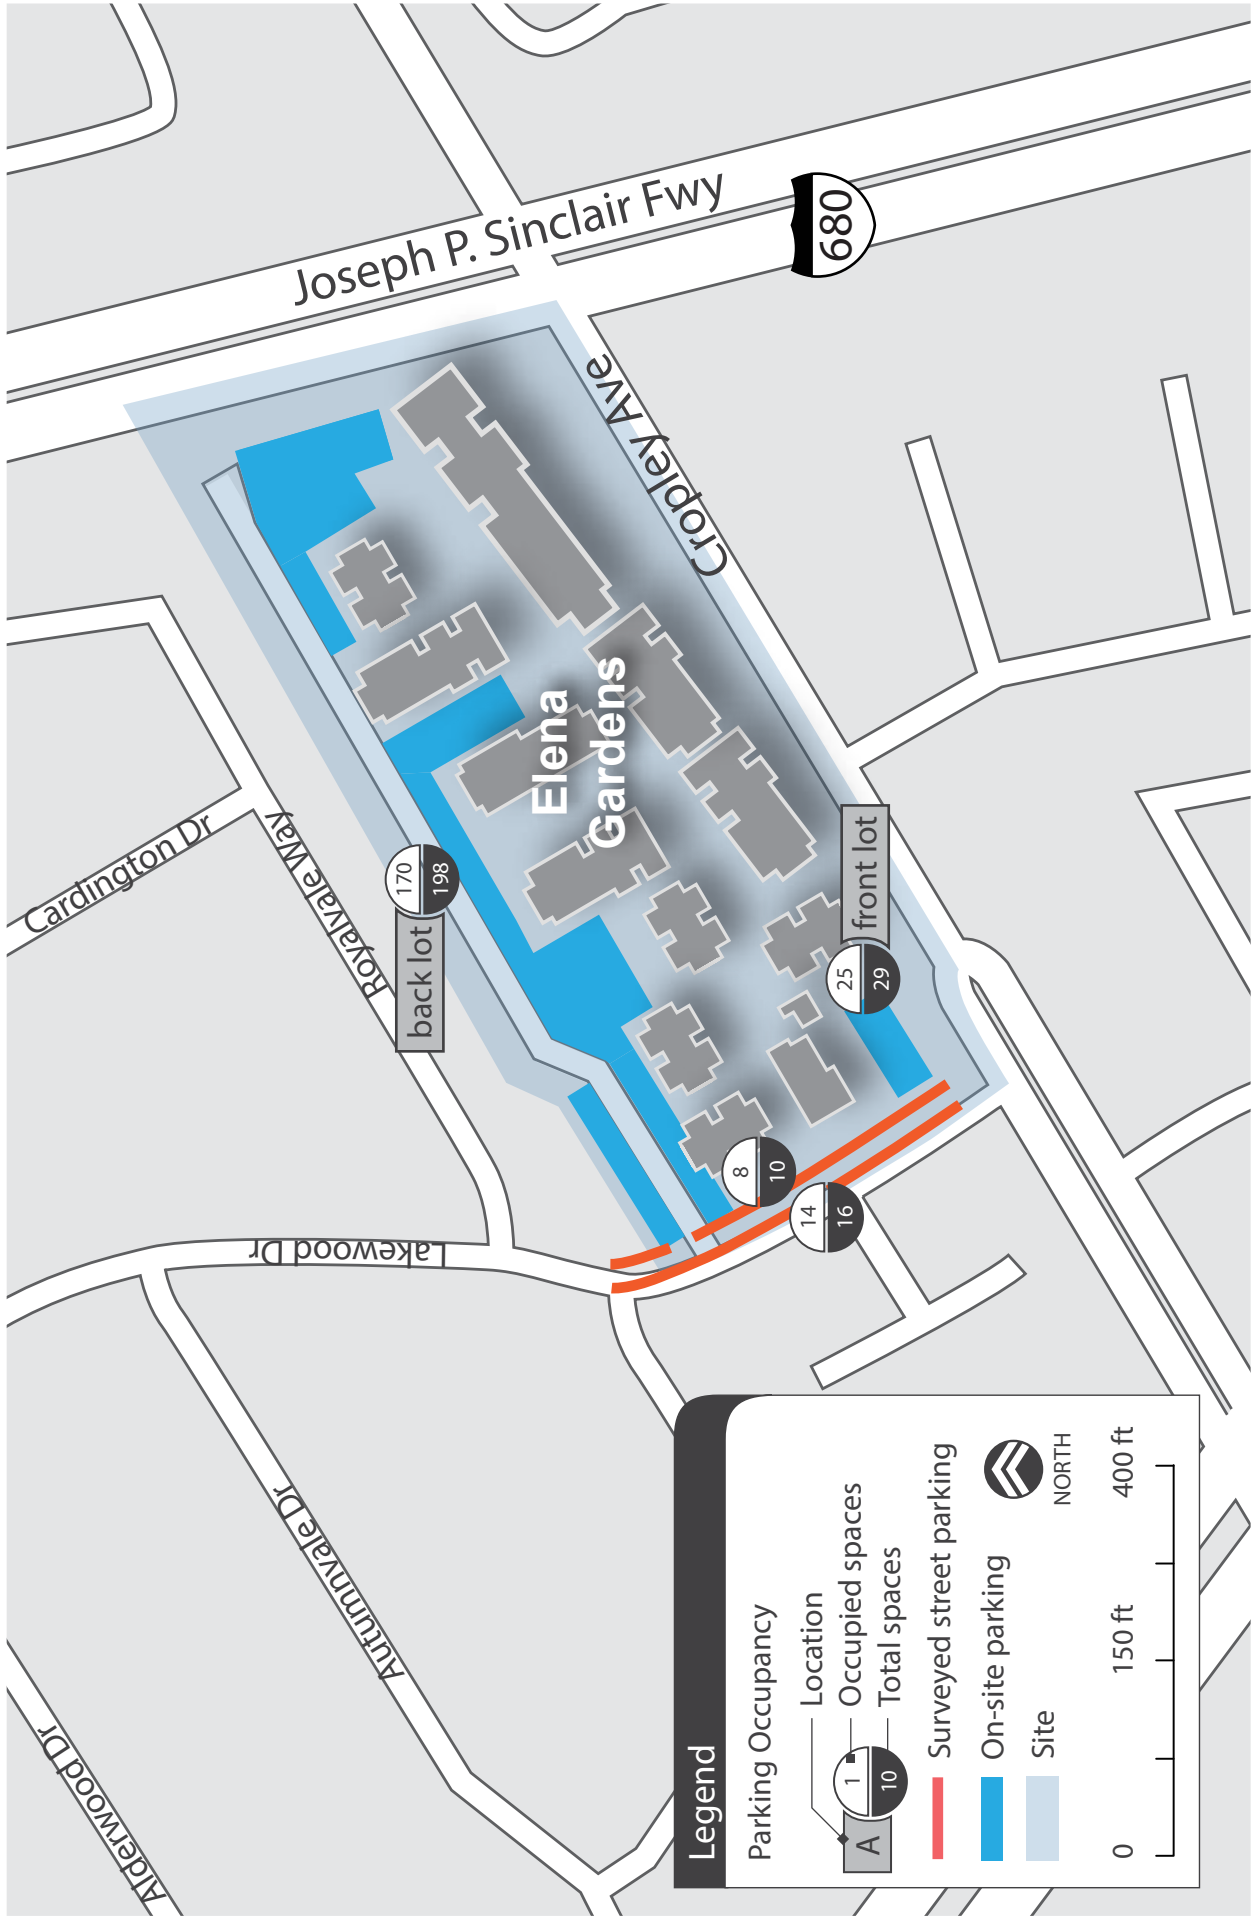 Joseph P. Sinclair Fwy
680
Cropley Ave
Cardington Dr
Royalvale Way
Elena
Gardens
170
198
back lot
front lot
25
29
8
10
14
16
Lakewood Dr
Autumnvale Dr
Alderwood Dr
Legend
Parking Occupancy
Location
Occupied spaces
Total spaces
A
1
10
Surveyed street parking
On-site parking
Site
NORTH
0
150 ft
400 ft